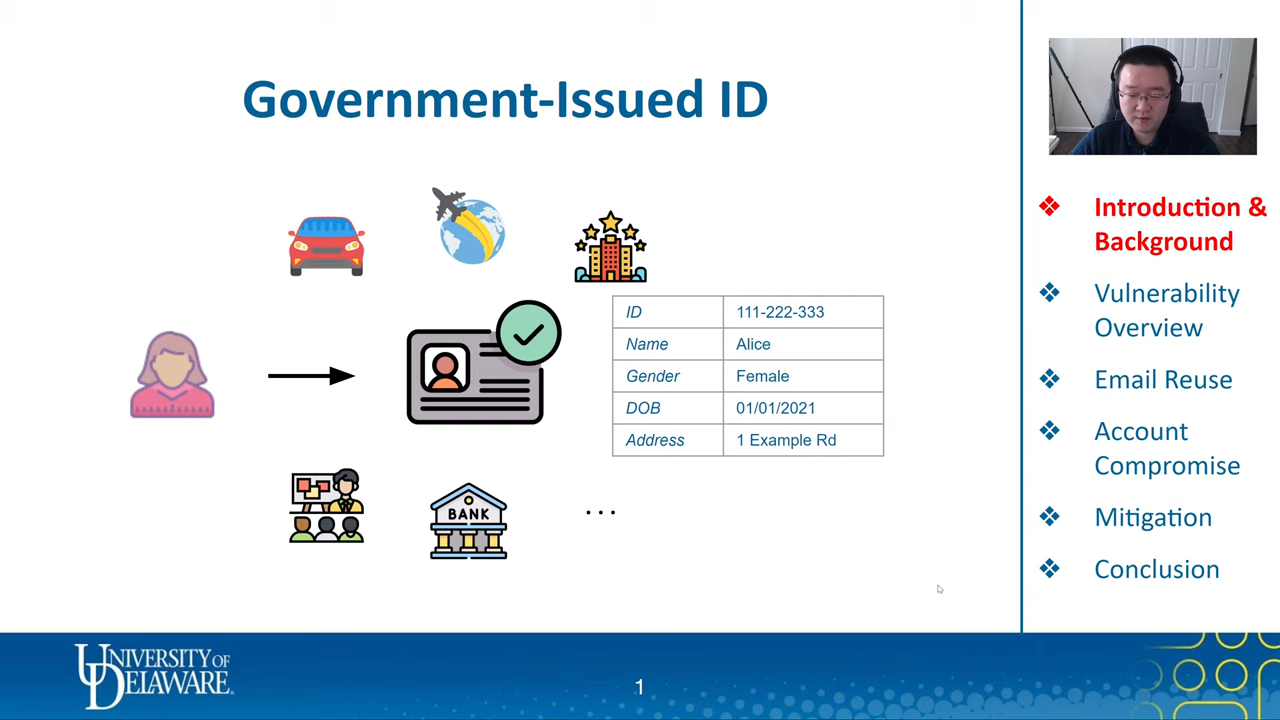 Government-Issued ID
ID 111-222-333
Name Alice
Gender Female
DOB 01/01/2021
Address 1 Example Rd
BANK
...
❖ Introduction &
Background
❖ Vulnerability
Overview
❖ Email Reuse
❖ Account
Compromise
❖ Mitigation
❖ Conclusion
UNIVERSITY OF
DELAWARE
1